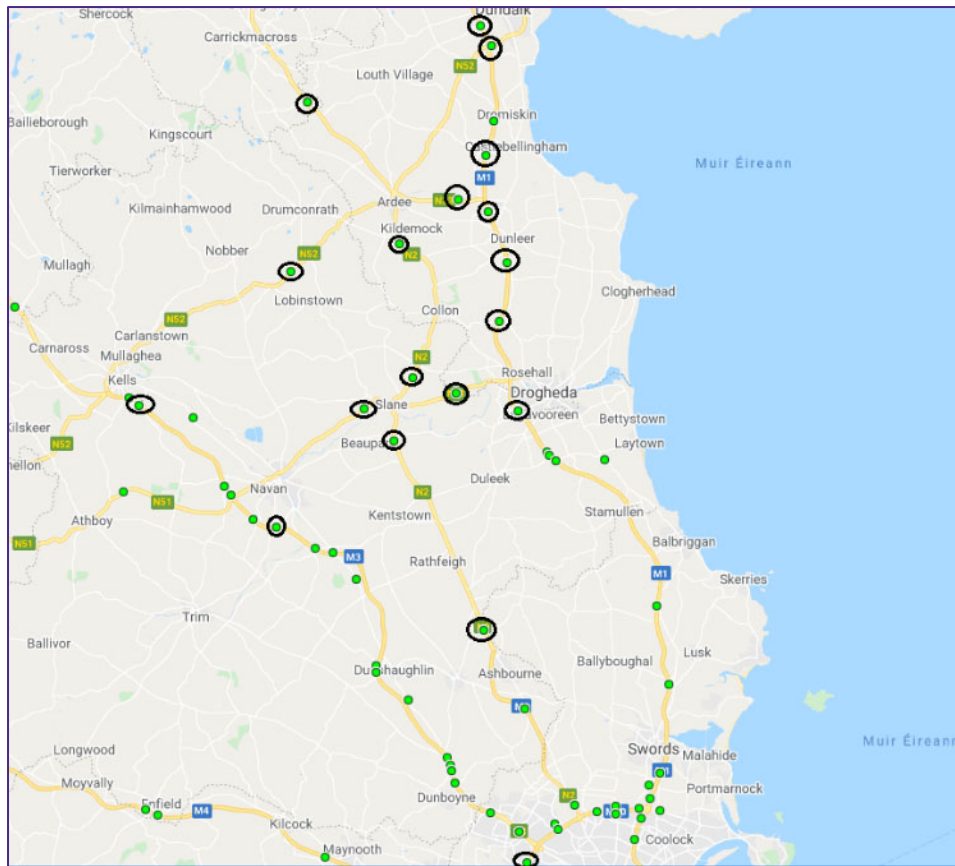 Shercock
Dundalk
Carrickmacross
N52
Louth Village
Bailieborough
Kingscourt
Dromiskin
Castlebellingham
Tierworker
M1
Muir Éireann
Kilmainhamwood
Drumconrath
Ardee
Kildemock
Nobber
N52
N2
Dunleer
Mullagh
Lobinstown
Clogherhead
N52
Collon
Carnaross
Carlanstown
Mullaghea
N2
Kells
Rosehall
Drogheda
Slane
Bettystown
Kilskeer
Beaupar
Laytown
N52
Navan
Duleek
N2
N51
Athboy
Kentstown
Stamullen
N51
Balbriggan
M3
Rathfeigh
M1
Skerries
Trim
Ballivor
Ashbourne
Ballyboughal
Lusk
Longwood
Swords
Malahide
Muir Éireann
Moyvally
Enfield
M4
Dunboyne
N2
Portmarnock
Kilcock
Maynooth
Coolock